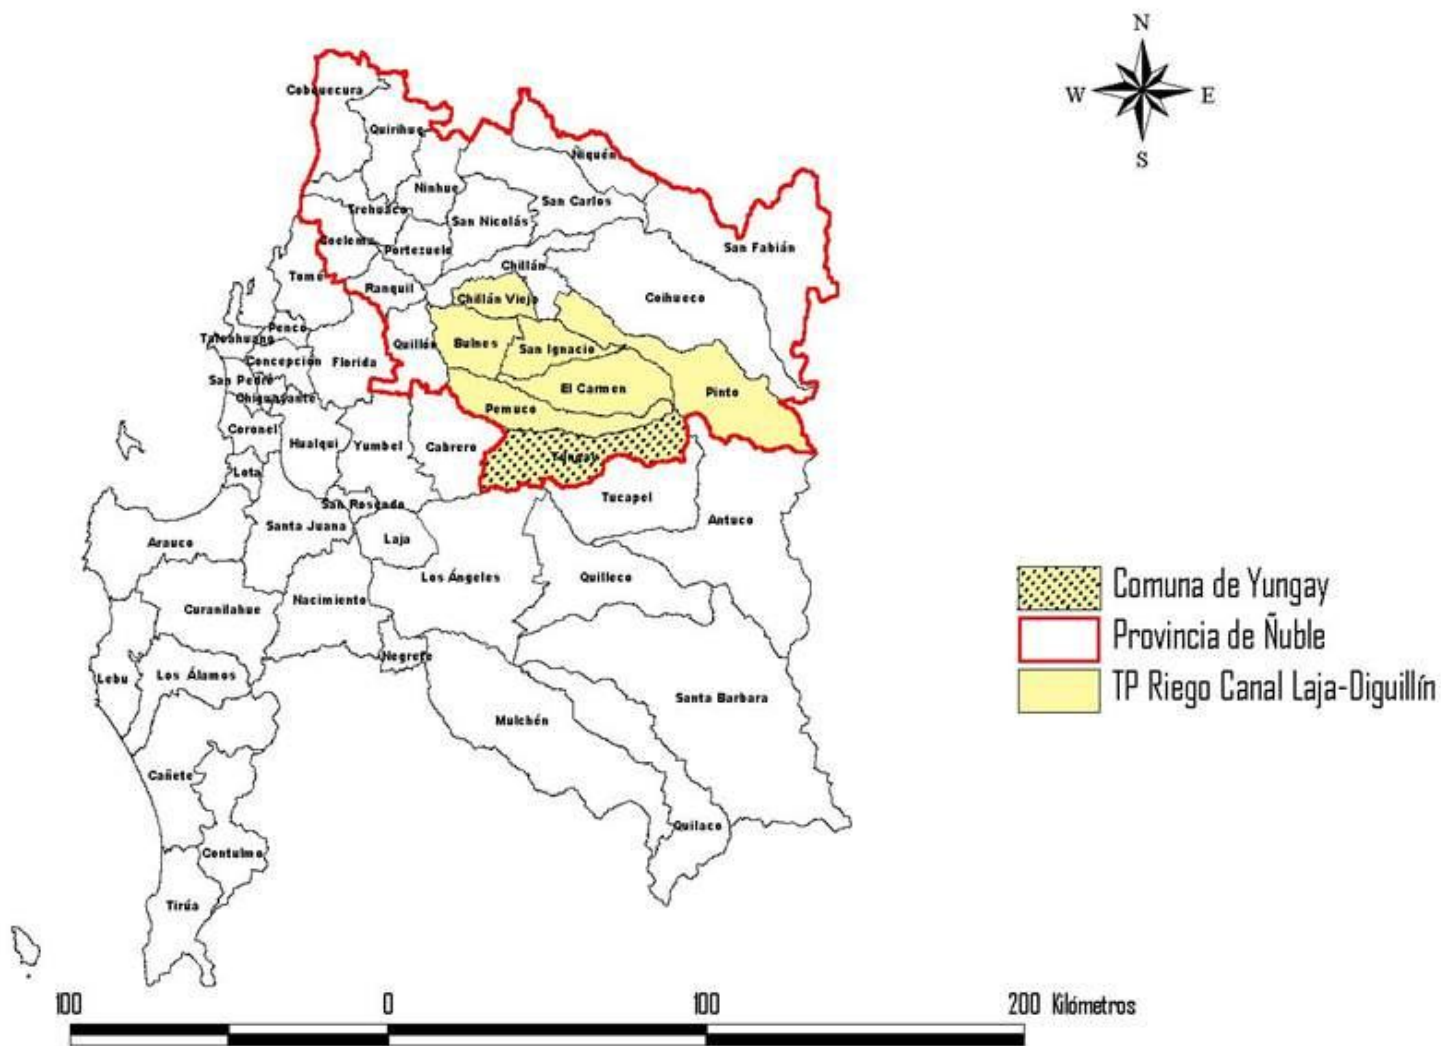 N
W E
S
Cobquecura
Quirihue
Ñiquén
Ninhue
San Carlos
Trehuaco
San Nicolás
Coelemu
Portezuelo
San Fabián
Chillán
Tomé
Ranquil
Chillán Viejo
Coihueco
Penco
Talcahuano
Quillón
Bulnes
San Ignacio
Concepción
Florida
San Pedro
El Carmen
Pinto
Chiguayante
Pemuco
Coronel
Hualqui
Yumbel
Cabrero
Yungay
Lota
Tucapel
San Rosendo
Santa Juana
Antuco
Arauco
Laja
Los Ángeles
Quilleco
Comuna de Yungay
Curanilahue
Nacimiento
Provincia de Ñuble
Negrete
Lebu
Los Álamos
TP Riego Canal Laja-Diguillín
Santa Barbara
Mulchén
Cañete
Quilaco
Contulmo
Tirúa
100 0 100 200 Kilómetros